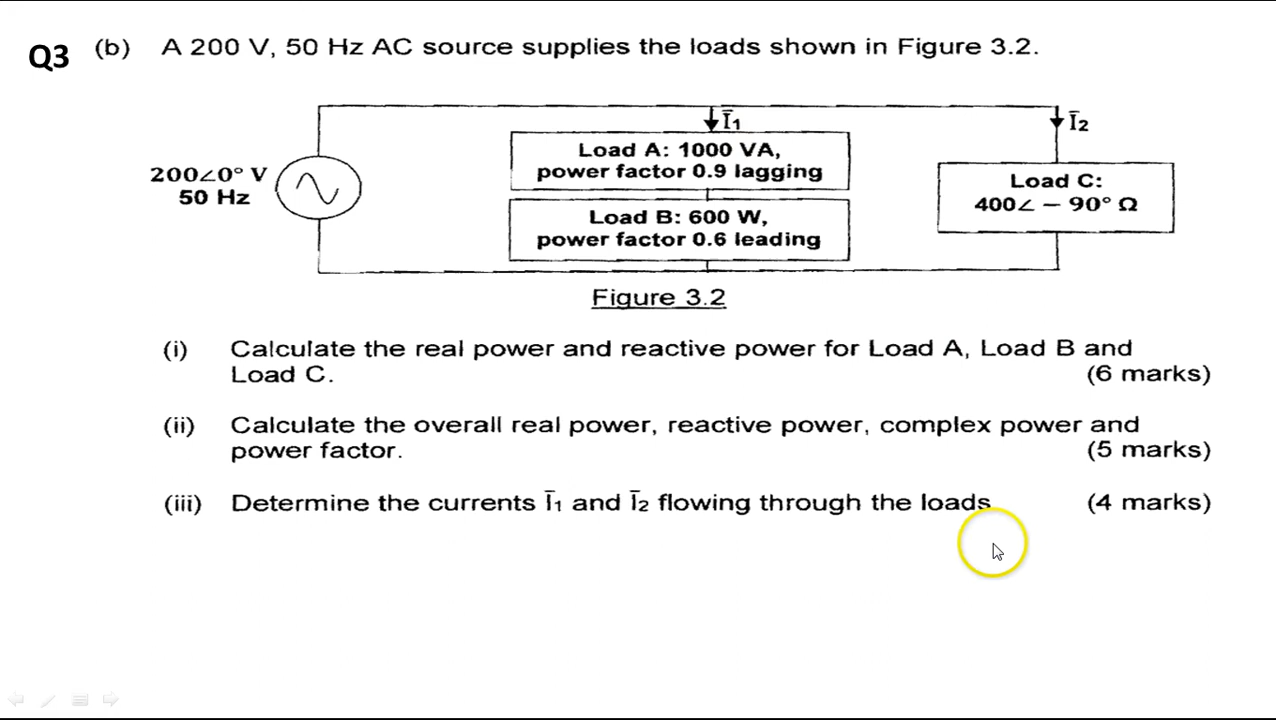 Q3 (b) A 200 V, 50 Hz AC source supplies the loads shown in Figure 3.2.
Ī1
Ī2
Load A: 1000 VA,
power factor 0.9 lagging
200∠0° V
50 Hz
Load C:
400∠ – 90° Ω
Load B: 600 W,
power factor 0.6 leading
Figure 3.2
(i) Calculate the real power and reactive power for Load A, Load B and
Load C. (6 marks)
(ii) Calculate the overall real power, reactive power, complex power and
power factor. (5 marks)
(iii) Determine the currents Ī1 and Ī2 flowing through the loads. (4 marks)